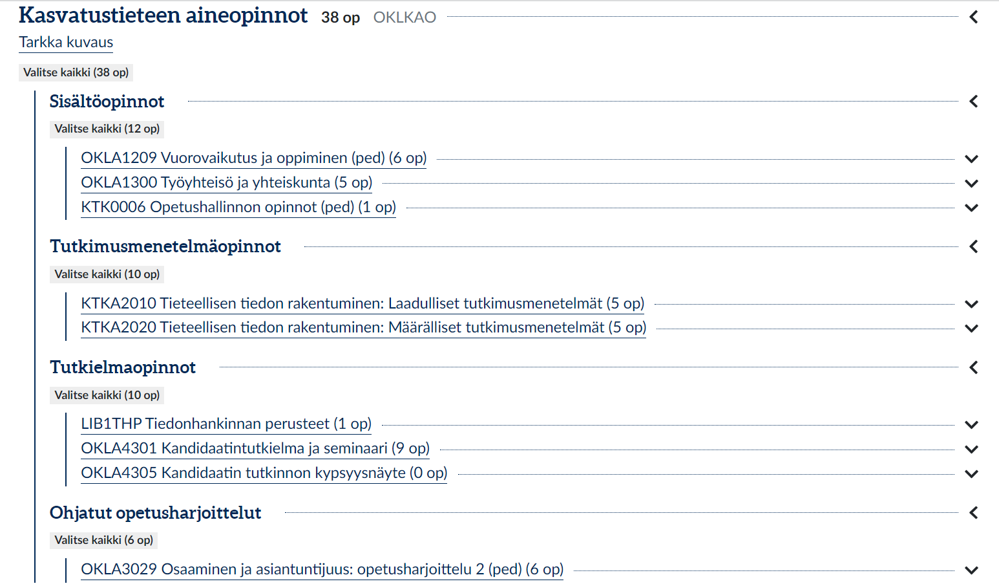 Kasvatustieteen aineopinnot 38 op OKLKAO
Tarkka kuvaus
Valitse kaikki (38 op)
Sisältöopinnot
Valitse kaikki (12 op)
OKLA1209 Vuorovaikutus ja oppiminen (ped) (6 op)
OKLA1300 Työyhteisö ja yhteiskunta (5 op)
KTK0006 Opetushallinnon opinnot (ped) (1 op)
Tutkimusmenetelmäopinnot
Valitse kaikki (10 op)
KTKA2010 Tieteellisen tiedon rakentuminen: Laadulliset tutkimusmenetelmät (5 op)
KTKA2020 Tieteellisen tiedon rakentuminen: Määrälliset tutkimusmenetelmät (5 op)
Tutkielmaopinnot
Valitse kaikki (10 op)
LIB1THP Tiedonhankinnan perusteet (1 op)
OKLA4301 Kandidaatintutkielma ja seminaari (9 op)
OKLA4305 Kandidaatin tutkinnon kypsyysnäyte (0 op)
Ohjatut opetusharjoittelut
Valitse kaikki (6 op)
OKLA3029 Osaaminen ja asiantuntijuus: opetusharjoittelu 2 (ped) (6 op)